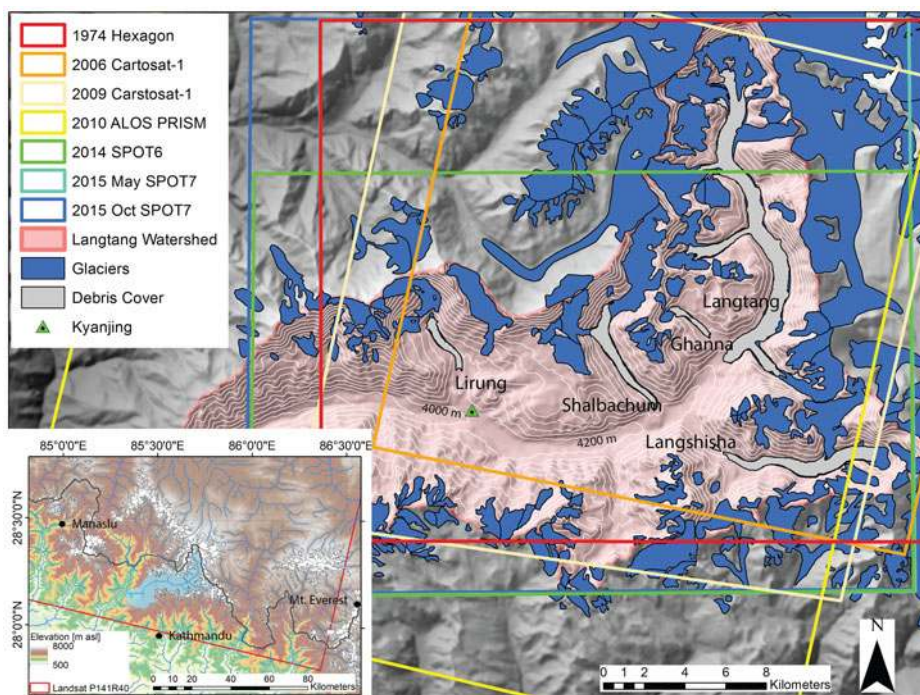 1974 Hexagon
2006 Cartosat-1
2009 Carstosat-1
2010 ALOS PRISM
2014 SPOT6
2015 May SPOT7
2015 Oct SPOT7
Langtang Watershed
Glaciers
Debris Cover
Kyanjing
Langtang
Ghanna
Lirung
Shalbachum
4000 m
4200 m
Langshisha
85°0'0"E 85°30'0"E 86°0'0"E 86°30'0"E
28°30'0"N
28°0'0"N
Manaslu
Mt. Everest
Kathmandu
Elevation [m asl]
8000
500
Landsat P141R40
0 10 20 40 60 80
Kilometers
N
0 1 2 4 6 8
Kilometers